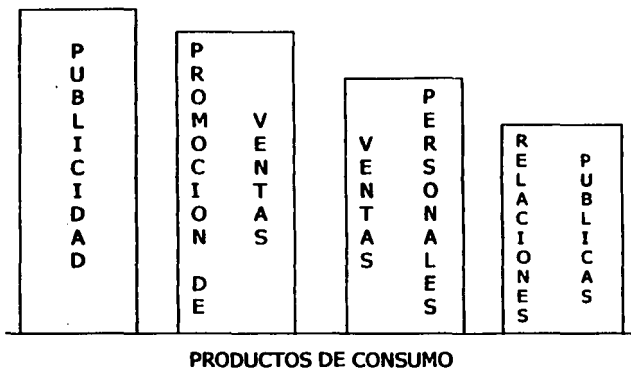 PUBLICIDAD
PROMOCION DE
VENTAS
VENTAS
PERSONALES
RELACIONES
PUBLICAS
PRODUCTOS DE CONSUMO